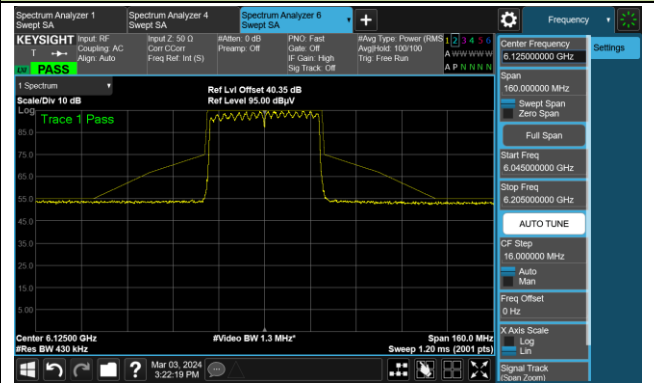 Spectrum Analyzer 1
Swept SA
Spectrum Analyzer 4
Swept SA
Spectrum Analyzer 6
Swept SA
Frequency
KEYSIGHT
Input: RF
Coupling: AC
Align: Auto
Input Z: 50 Ω
Corr CCorr
Freq Ref: Int (S)
#Atten: 0 dB
Preamp: Off
PNO: Fast
Gate: Off
IF Gain: High
Sig Track: Off
#Avg Type: Power (RMS
Avg|Hold: 100/100
Trig: Free Run
1 2 3 4 5 6
A W W W W W
A P N N N N
T
PASS
1 Spectrum
Scale/Div 10 dB
Ref Lvl Offset 40.35 dB
Ref Level 95.00 dBµV
Log
Trace 1 Pass
85.0
75.0
65.0
55.0
45.0
35.0
25.0
15.0
5.00
Center 6.12500 GHz
#Res BW 430 kHz
#Video BW 1.3 MHz*
Span 160.0 MHz
Sweep 1.20 ms (2001 pts)
Mar 03, 2024
3:22:19 PM
Center Frequency
6.125000000 GHz
Settings
Span
160.000000 MHz
Swept Span
Zero Span
Full Span
Start Freq
6.045000000 GHz
Stop Freq
6.205000000 GHz
AUTO TUNE
CF Step
16.000000 MHz
Auto
Man
Freq Offset
0 Hz
X Axis Scale
Log
Lin
Signal Track
(Span Zoom)